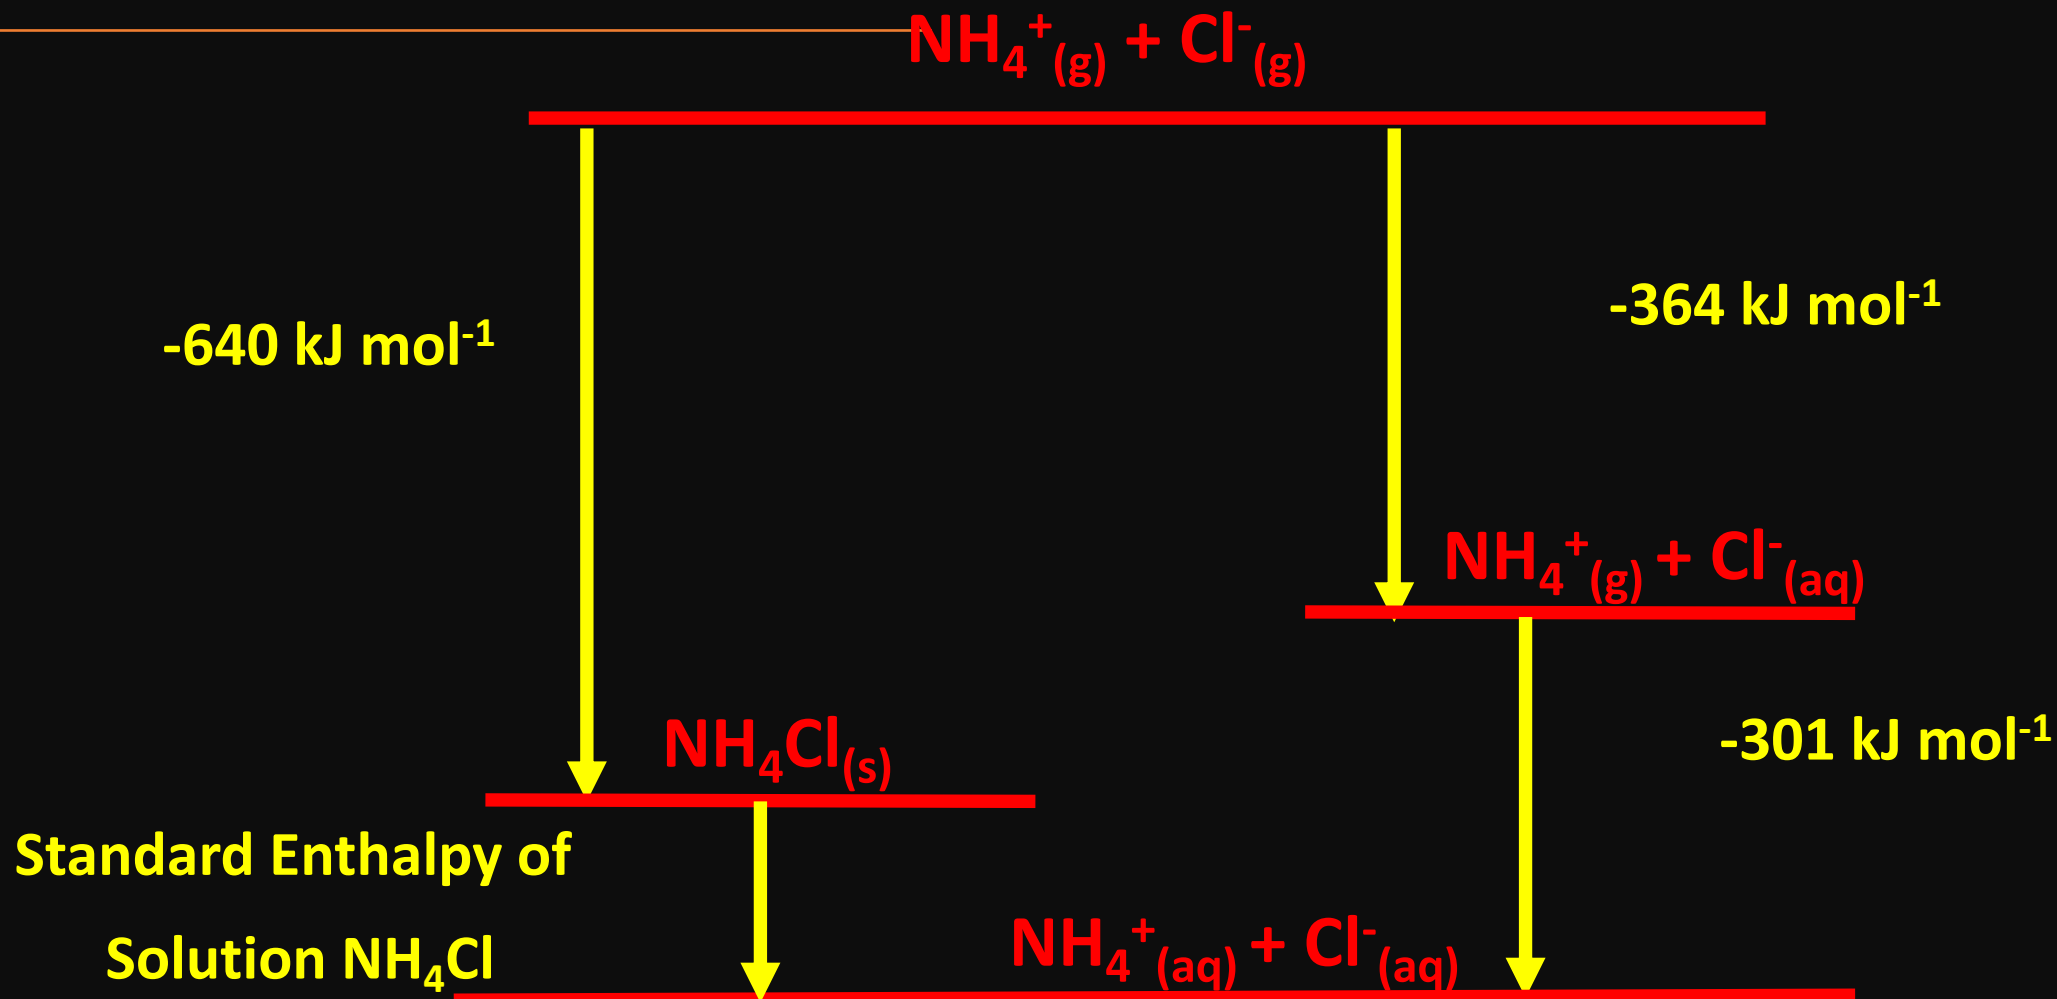 NH₄⁺(g) + Cl⁻(g)
-640 kJ mol⁻¹
-364 kJ mol⁻¹
NH₄⁺(g) + Cl⁻(aq)
NH₄Cl(s)
-301 kJ mol⁻¹
Standard Enthalpy of
Solution NH₄Cl
NH₄⁺(aq) + Cl⁻(aq)